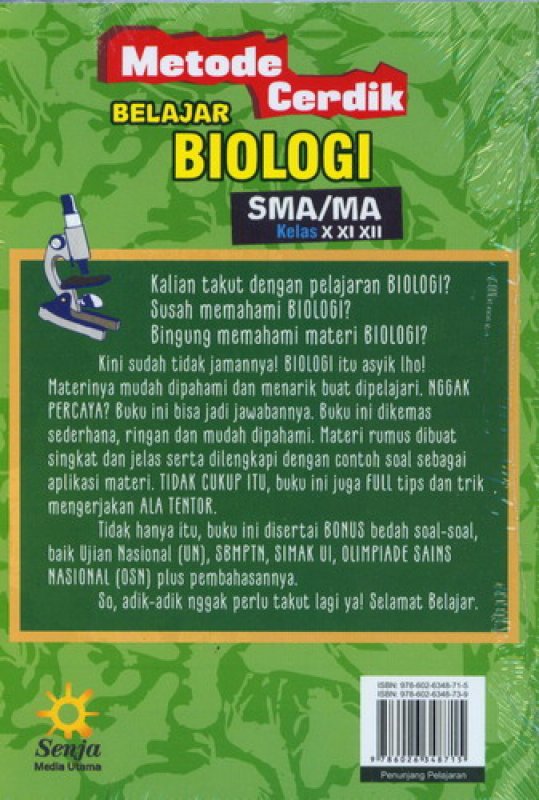 Metode
Cerdik
BELAJAR
BIOLOGI
SMA/MA
Kelas X XI XII
Kalian takut dengan pelajaran BIOLOGI?
Susah memahami BIOLOGI?
Bingung memahami materi BIOLOGI?
Kini sudah tidak jamannya! BIOLOGI itu asyik lho!
Materinya mudah dipahami dan menarik buat dipelajari. NGGAK
PERCAYA? Buku ini bisa jadi jawabannya. Buku ini dikemas
sederhana, ringan dan mudah dipahami. Materi rumus dibuat
singkat dan jelas serta dilengkapi dengan contoh soal sebagai
aplikasi materi. TIDAK CUKUP ITU, buku ini juga FULL tips dan trik
mengerjakan ALA TENTOR.
Tidak hanya itu, buku ini disertai BONUS bedah soal-soal,
baik Ujian Nasional (UN), SBMPTN, SIMAK UI, OLIMPIADE SAINS
NASIONAL (OSN) plus pembahasannya.
So, adik-adik nggak perlu takut lagi ya! Selamat Belajar.
Senja
Media Utama
ISBN: 978-602-6348-71-5
ISBN: 978-602-6348-73-9
9 786026 348715
Penunjang Pelajaran